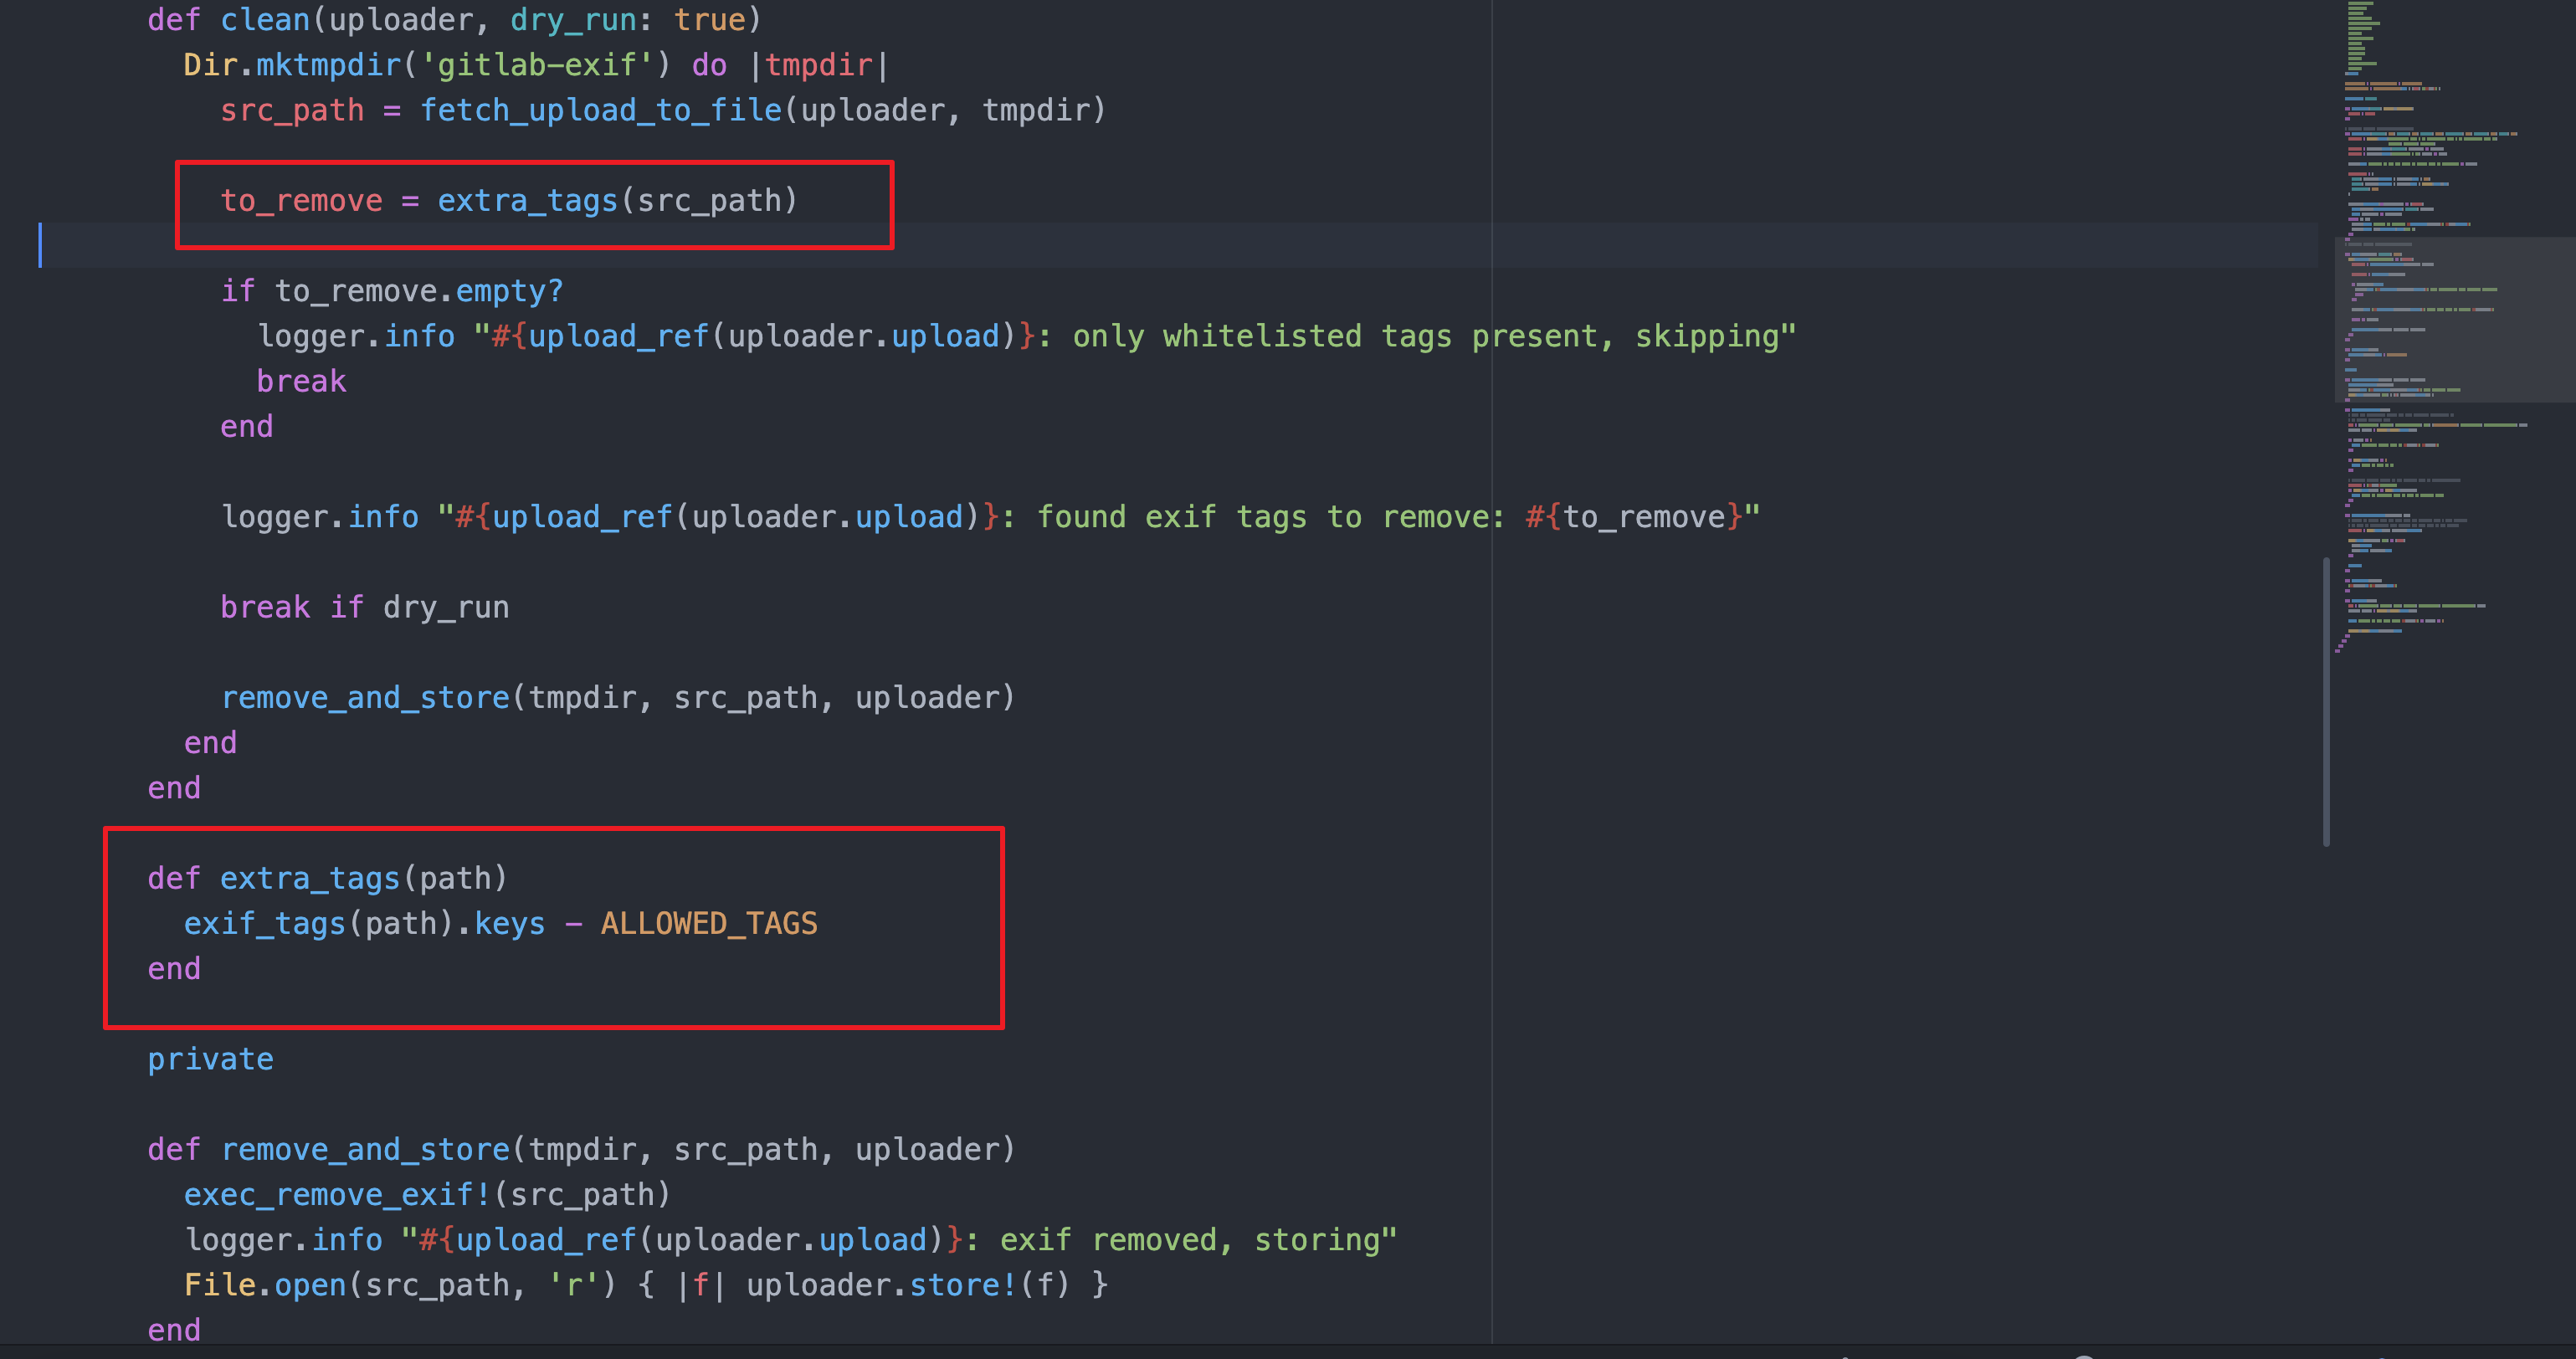 def clean(uploader, dry_run: true)
Dir.mktmpdir('gitlab-exif') do |tmpdir|
src_path = fetch_upload_to_file(uploader, tmpdir)
to_remove = extra_tags(src_path)
if to_remove.empty?
logger.info "#{upload_ref(uploader.upload)}: only whitelisted tags present, skipping"
break
end
logger.info "#{upload_ref(uploader.upload)}: found exif tags to remove: #{to_remove}"
break if dry_run
remove_and_store(tmpdir, src_path, uploader)
end
end
def extra_tags(path)
exif_tags(path).keys - ALLOWED_TAGS
end
private
def remove_and_store(tmpdir, src_path, uploader)
exec_remove_exif!(src_path)
logger.info "#{upload_ref(uploader.upload)}: exif removed, storing"
File.open(src_path, 'r') { |f| uploader.store!(f) }
end